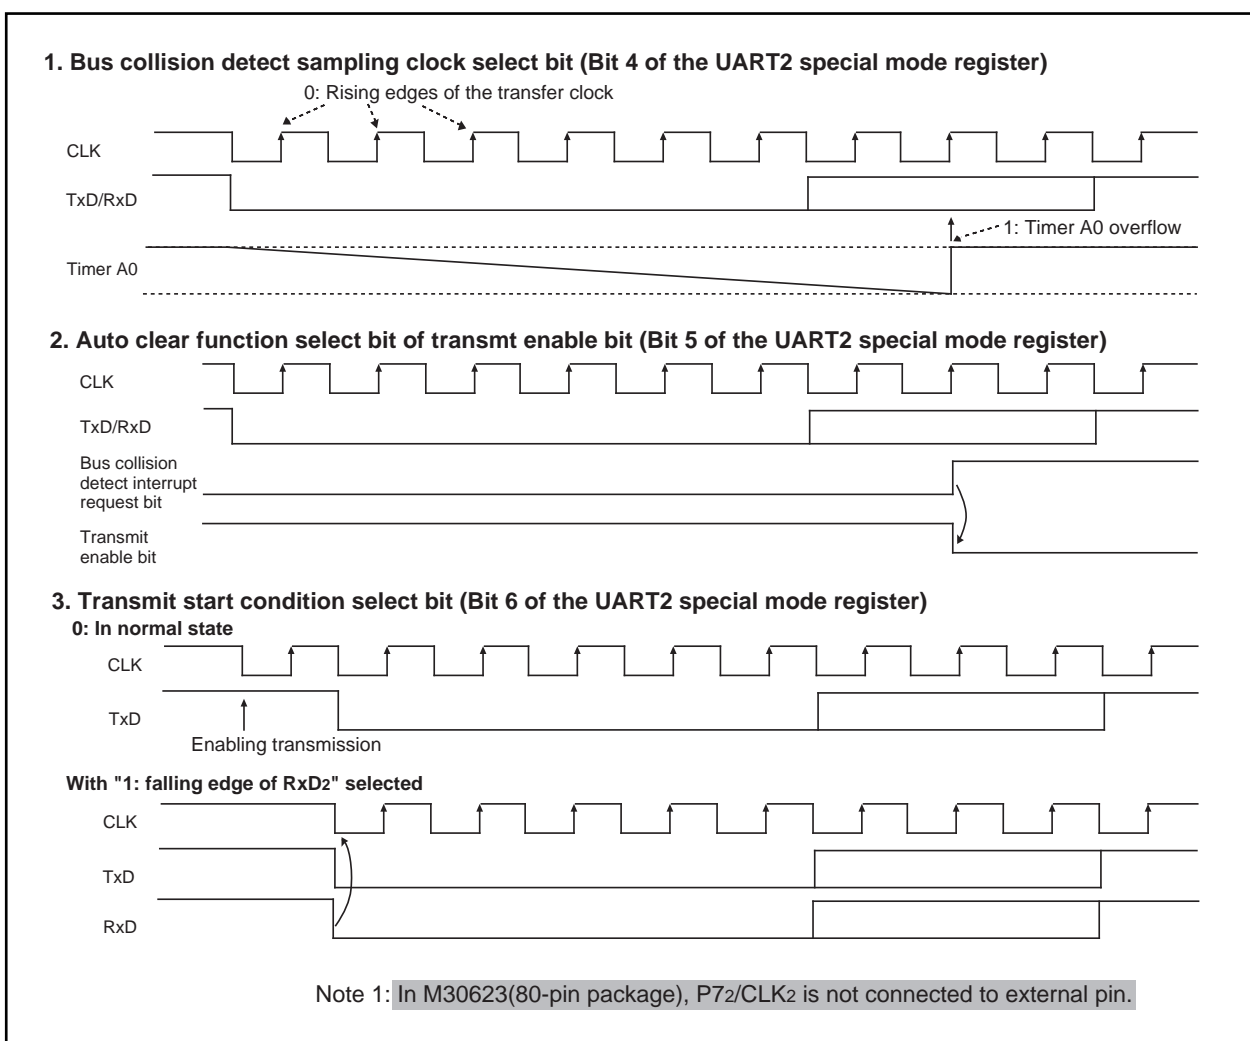 1. Bus collision detect sampling clock select bit (Bit 4 of the UART2 special mode register)
0: Rising edges of the transfer clock
CLK
TxD/RxD
1: Timer A0 overflow
Timer A0
2. Auto clear function select bit of transmt enable bit (Bit 5 of the UART2 special mode register)
CLK
TxD/RxD
Bus collision
detect interrupt
request bit
Transmit
enable bit
3. Transmit start condition select bit (Bit 6 of the UART2 special mode register)
0: In normal state
CLK
TxD
Enabling transmission
With "1: falling edge of RxD2" selected
CLK
TxD
RxD
Note 1: In M30623(80-pin package), P72/CLK2 is not connected to external pin.